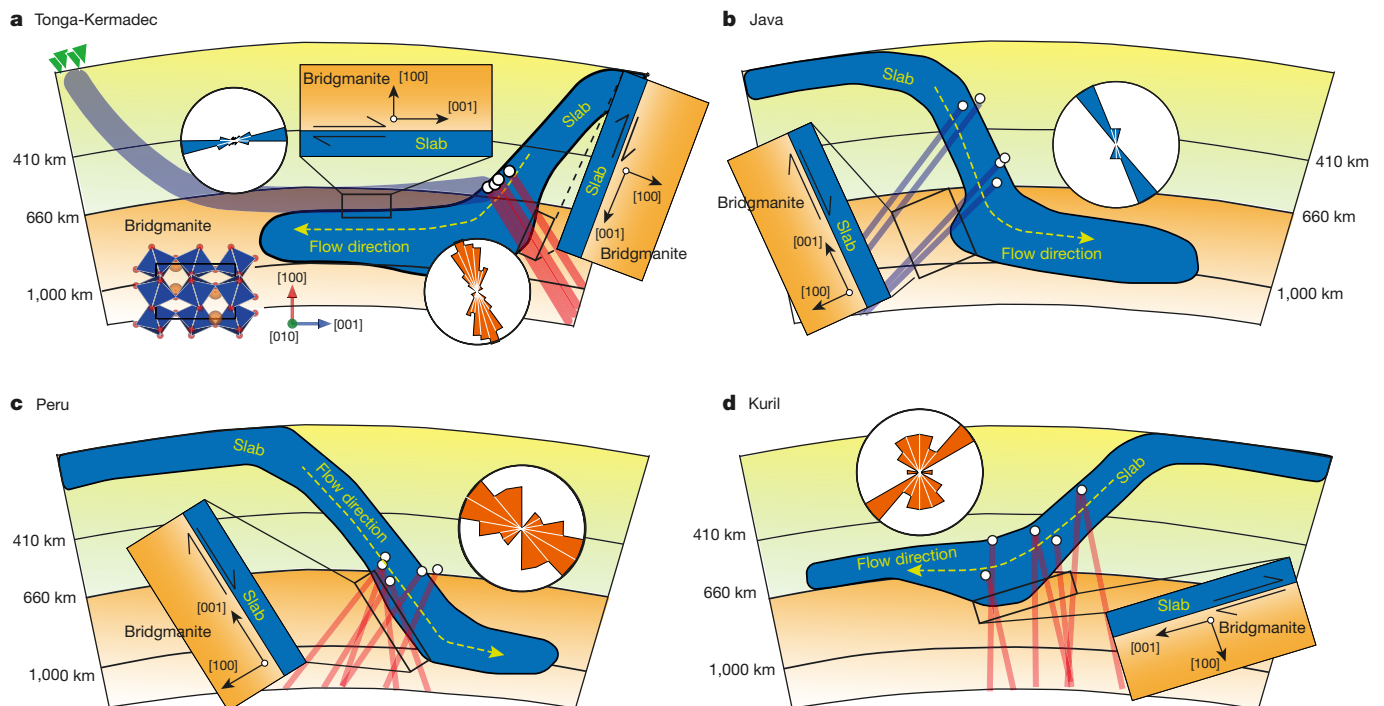 a Tonga-Kermadec
Bridgmanite
[100]
[001]
Slab
Slab
Slab
[100]
[001]
Bridgmanite
410 km
660 km
Bridgmanite
Flow direction
1,000 km
[100]
[010]
[001]
b Java
Slab
410 km
Bridgmanite
Slab
[001]
[100]
660 km
Flow direction
1,000 km
c Peru
Slab
Flow direction
410 km
660 km
Slab
[001]
Bridgmanite
[100]
1,000 km
d Kuril
Slab
410 km
Flow direction
660 km
Slab
Bridgmanite
[001]
[100]
1,000 km